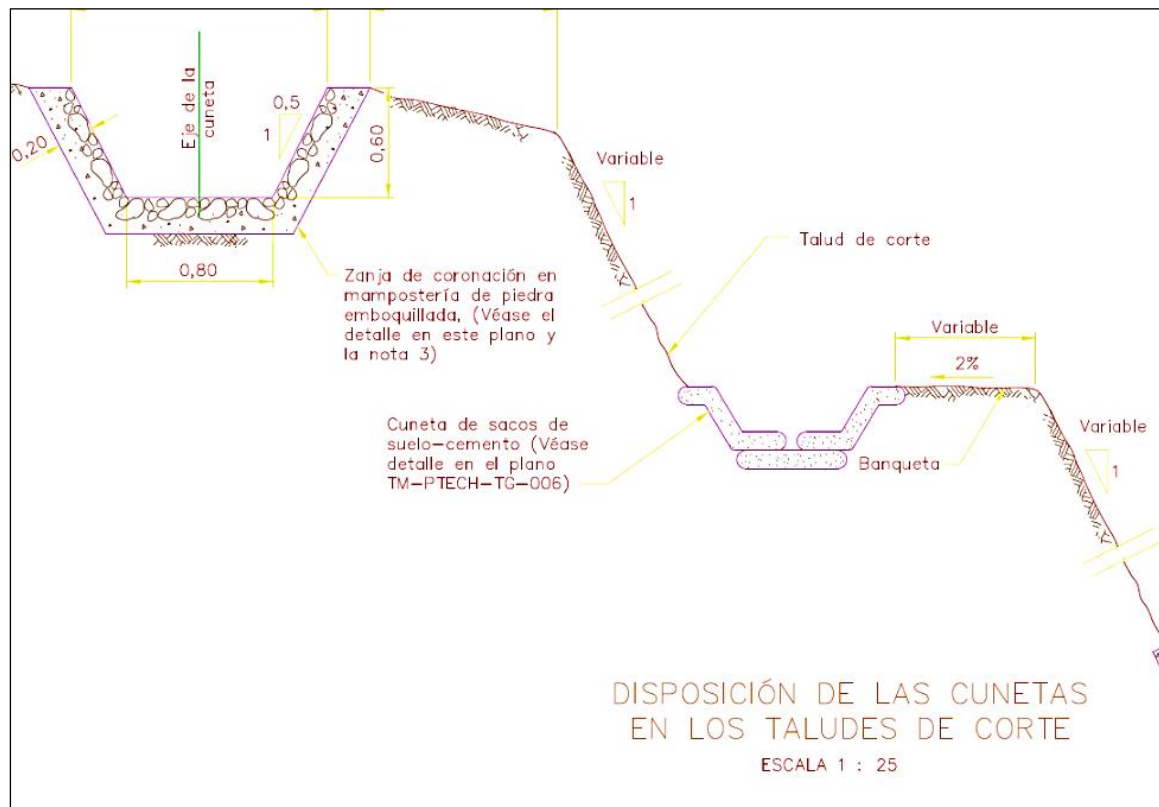 Eje de la
cuneta
0,20
0,5
1
0,60
0,80
Zanja de coronación en
mampostería de piedra
emboquillada, (Véase el
detalle en este plano y
la nota 3)
Variable
1
Talud de corte
Cuneta de sacos de
suelo-cemento (Véase
detalle en el plano
TM-PTECH-TG-006)
Variable
2%
Banqueta
Variable
1
DISPOSICIÓN DE LAS CUNETAS
EN LOS TALUDES DE CORTE
ESCALA 1 : 25